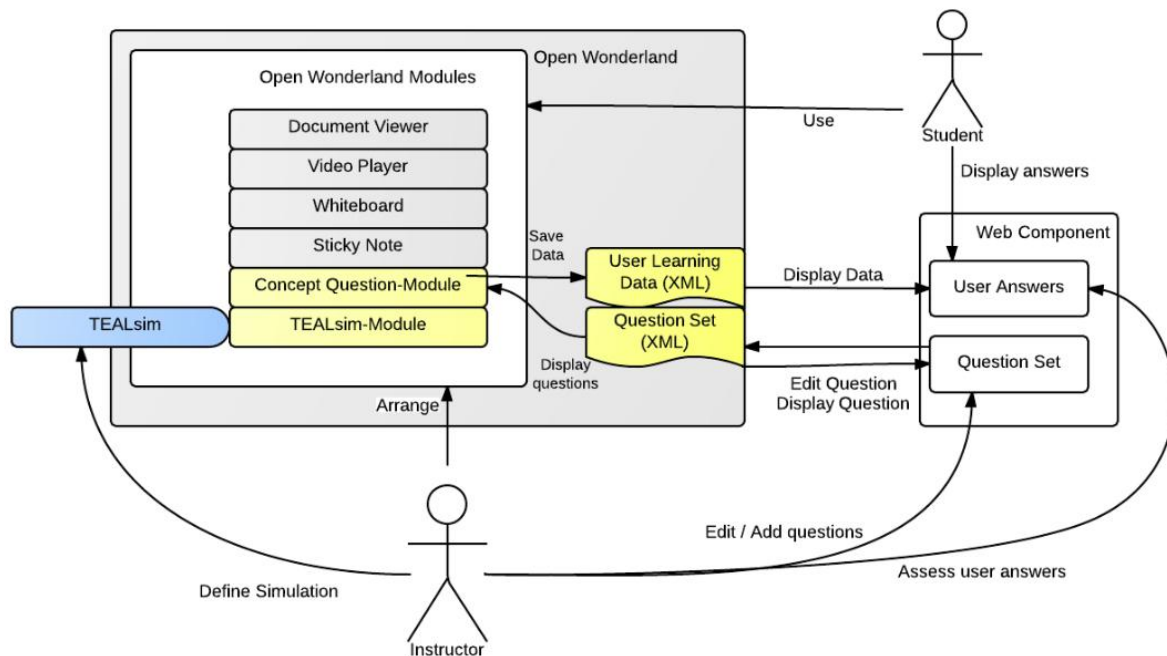 Open Wonderland
Open Wonderland Modules
Document Viewer
Video Player
Whiteboard
Sticky Note
Concept Question-Module
TEALsim-Module
TEALsim
Save
Data
User Learning
Data (XML)
Question Set
(XML)
Display
questions
Use
Student
Display answers
Web Component
Display Data
User Answers
Question Set
Edit Question
Display Question
Arrange
Edit / Add questions
Assess user answers
Define Simulation
Instructor